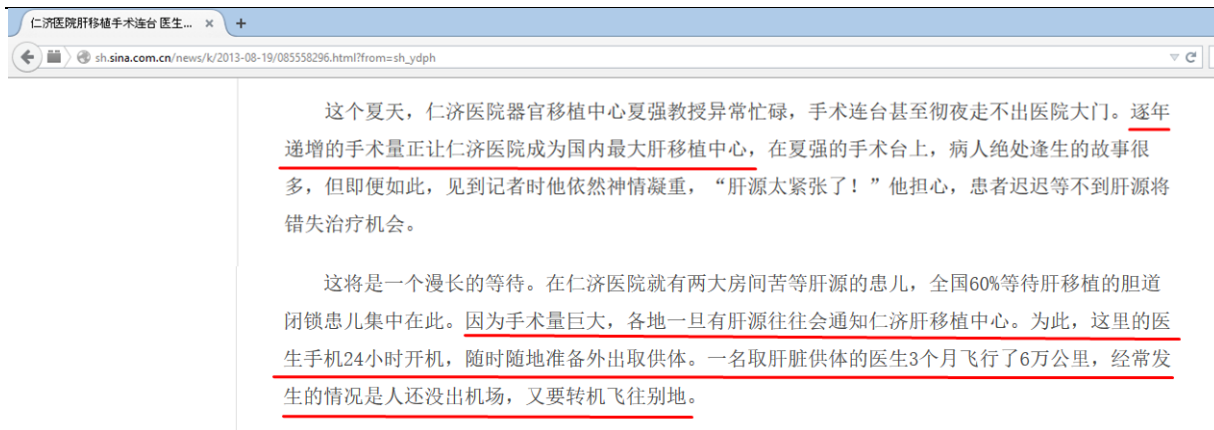 仁济医院肝移植手术连台 医生...
sh.sina.com.cn/news/k/2013-08-19/085558296.html?from=sh_ydph
这个夏天，仁济医院器官移植中心夏强教授异常忙碌，手术连台甚至彻夜走不出医院大门。逐年
递增的手术量正让仁济医院成为国内最大肝移植中心，在夏强的手术台上，病人绝处逢生的故事很
多，但即便如此，见到记者时他依然神情凝重，“肝源太紧张了！”他担心，患者迟迟等不到肝源将
错失治疗机会。
这将是一个漫长的等待。在仁济医院就有两大房间苦等肝源的患儿，全国60%等待肝移植的胆道
闭锁患儿集中在此。因为手术量巨大，各地一旦有肝源往往会通知仁济肝移植中心。为此，这里的医
生手机24小时开机，随时随地准备外出取供体。一名取肝脏供体的医生3个月飞行了6万公里，经常发
生的情况是人还没出机场，又要转机飞往别地。